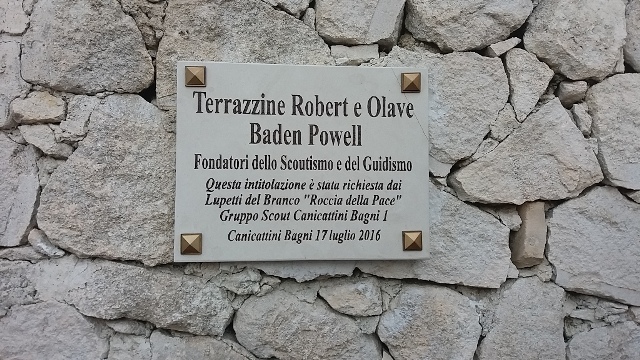 Terrazzine Robert e Olave
Baden Powell
Fondatori dello Scoutismo e del Guidismo
Questa intitolazione è stata richiesta dai
Lupetti del Branco "Roccia della Pace"
Gruppo Scout Canicattini Bagni 1
Canicattini Bagni 17 luglio 2016